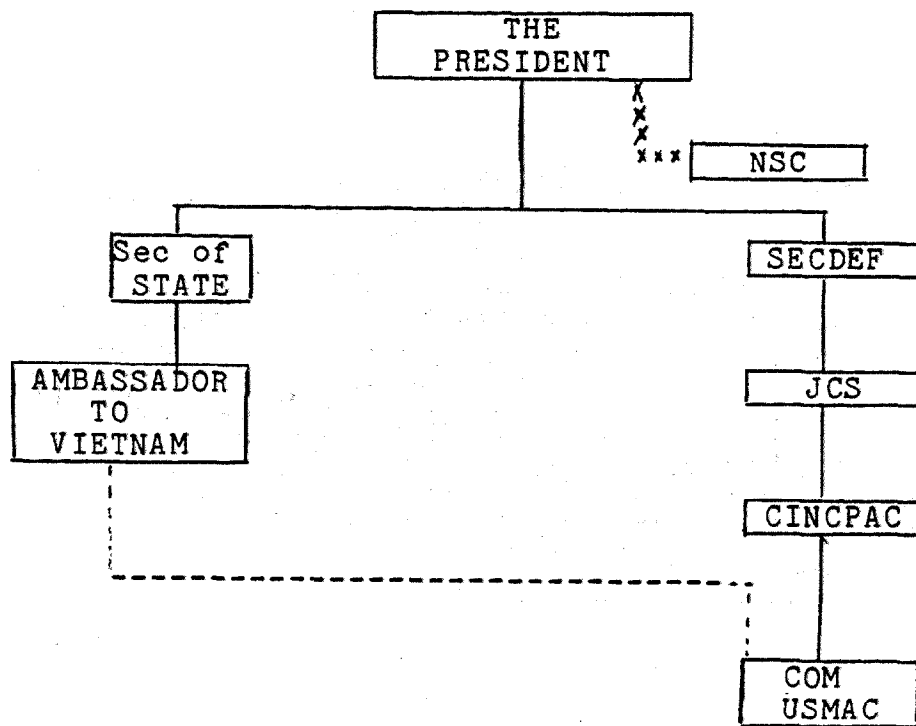 THE
PRESIDENT
NSC
Sec of
STATE
SECDEF
AMBASSADOR
TO
VIETNAM
JCS
CINCPAC
COM
USMAC